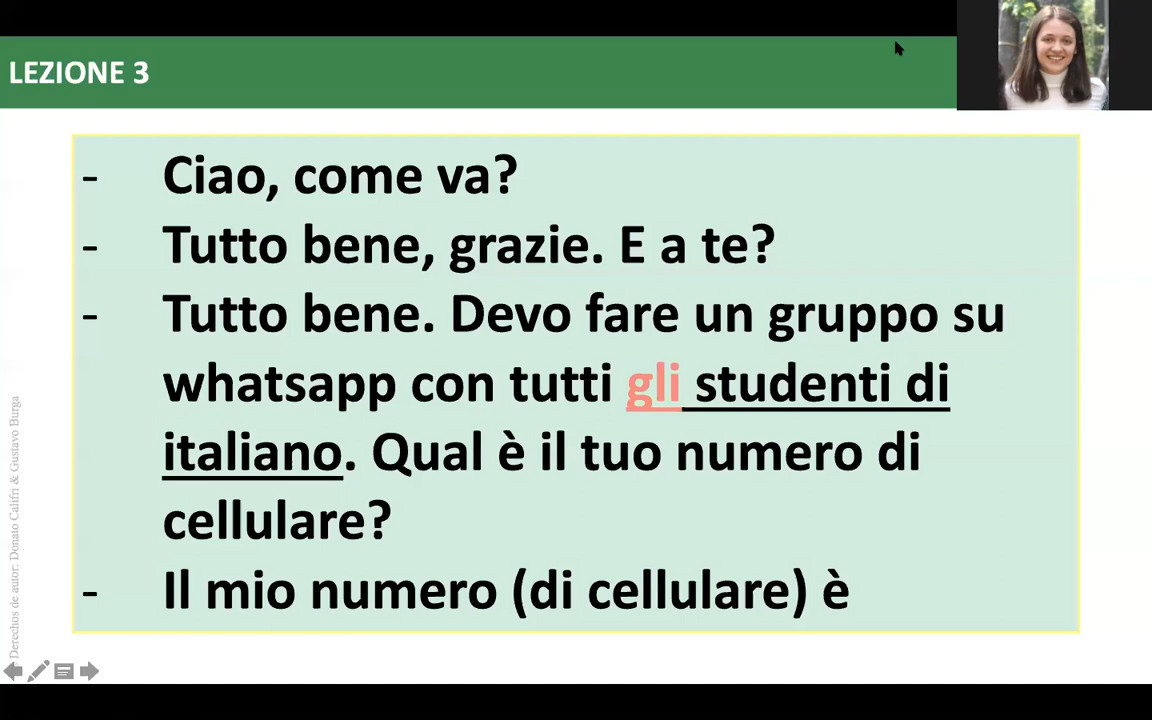 LEZIONE 3
- Ciao, come va?
- Tutto bene, grazie. E a te?
- Tutto bene. Devo fare un gruppo su
whatsapp con tutti gli studenti di
italiano. Qual è il tuo numero di
cellulare?
- Il mio numero (di cellulare) è
Derechos de autor: Donato Califri & Gustavo Burga